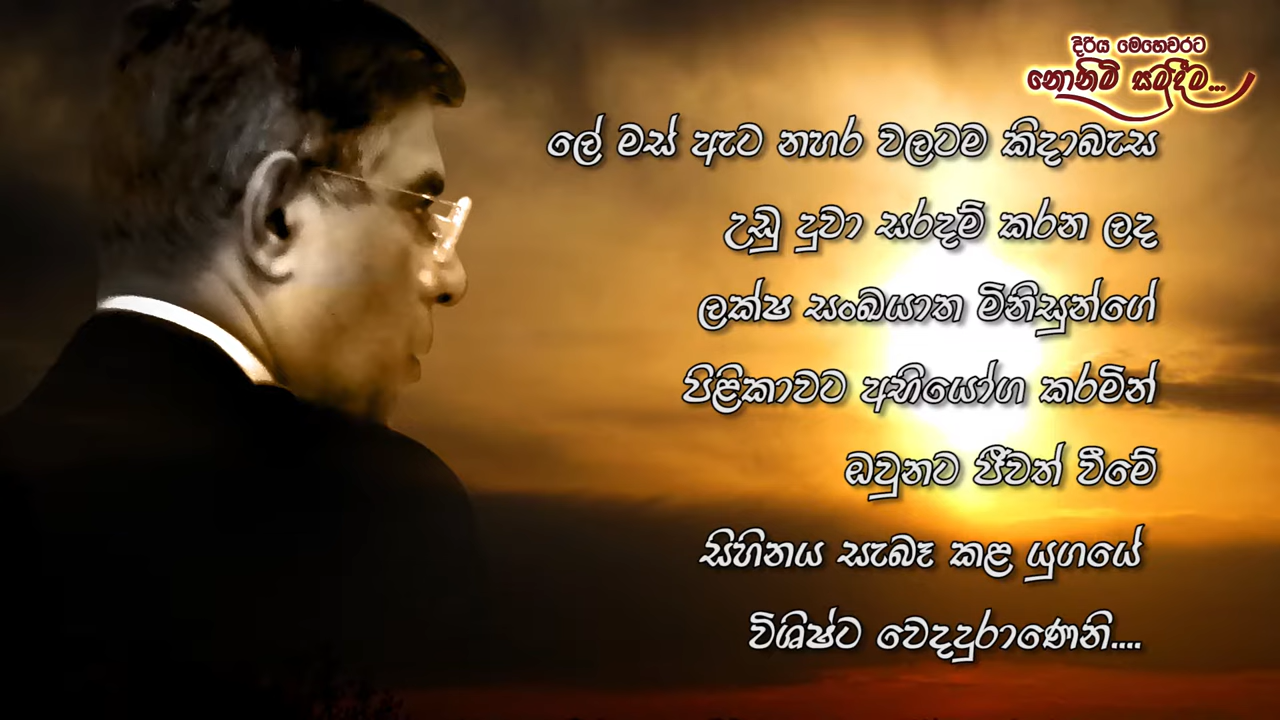 දිරිය මෙහෙවරට
නොනිමි සමුදීම...
ලේ මස් ඇට නහර වලටම කිදාබැස
උඩු දුවා සරදම් කරන ලද
ලක්ෂ සංඛයාත මිනිසුන්ගේ
පිළිකාවට අභියෝග කරමින්
ඔවුනට ජීවත් වීමේ
සිහිනය සැබෑ කළ යුගයේ
විශිෂ්ට වෙදදුරාණෙනි....